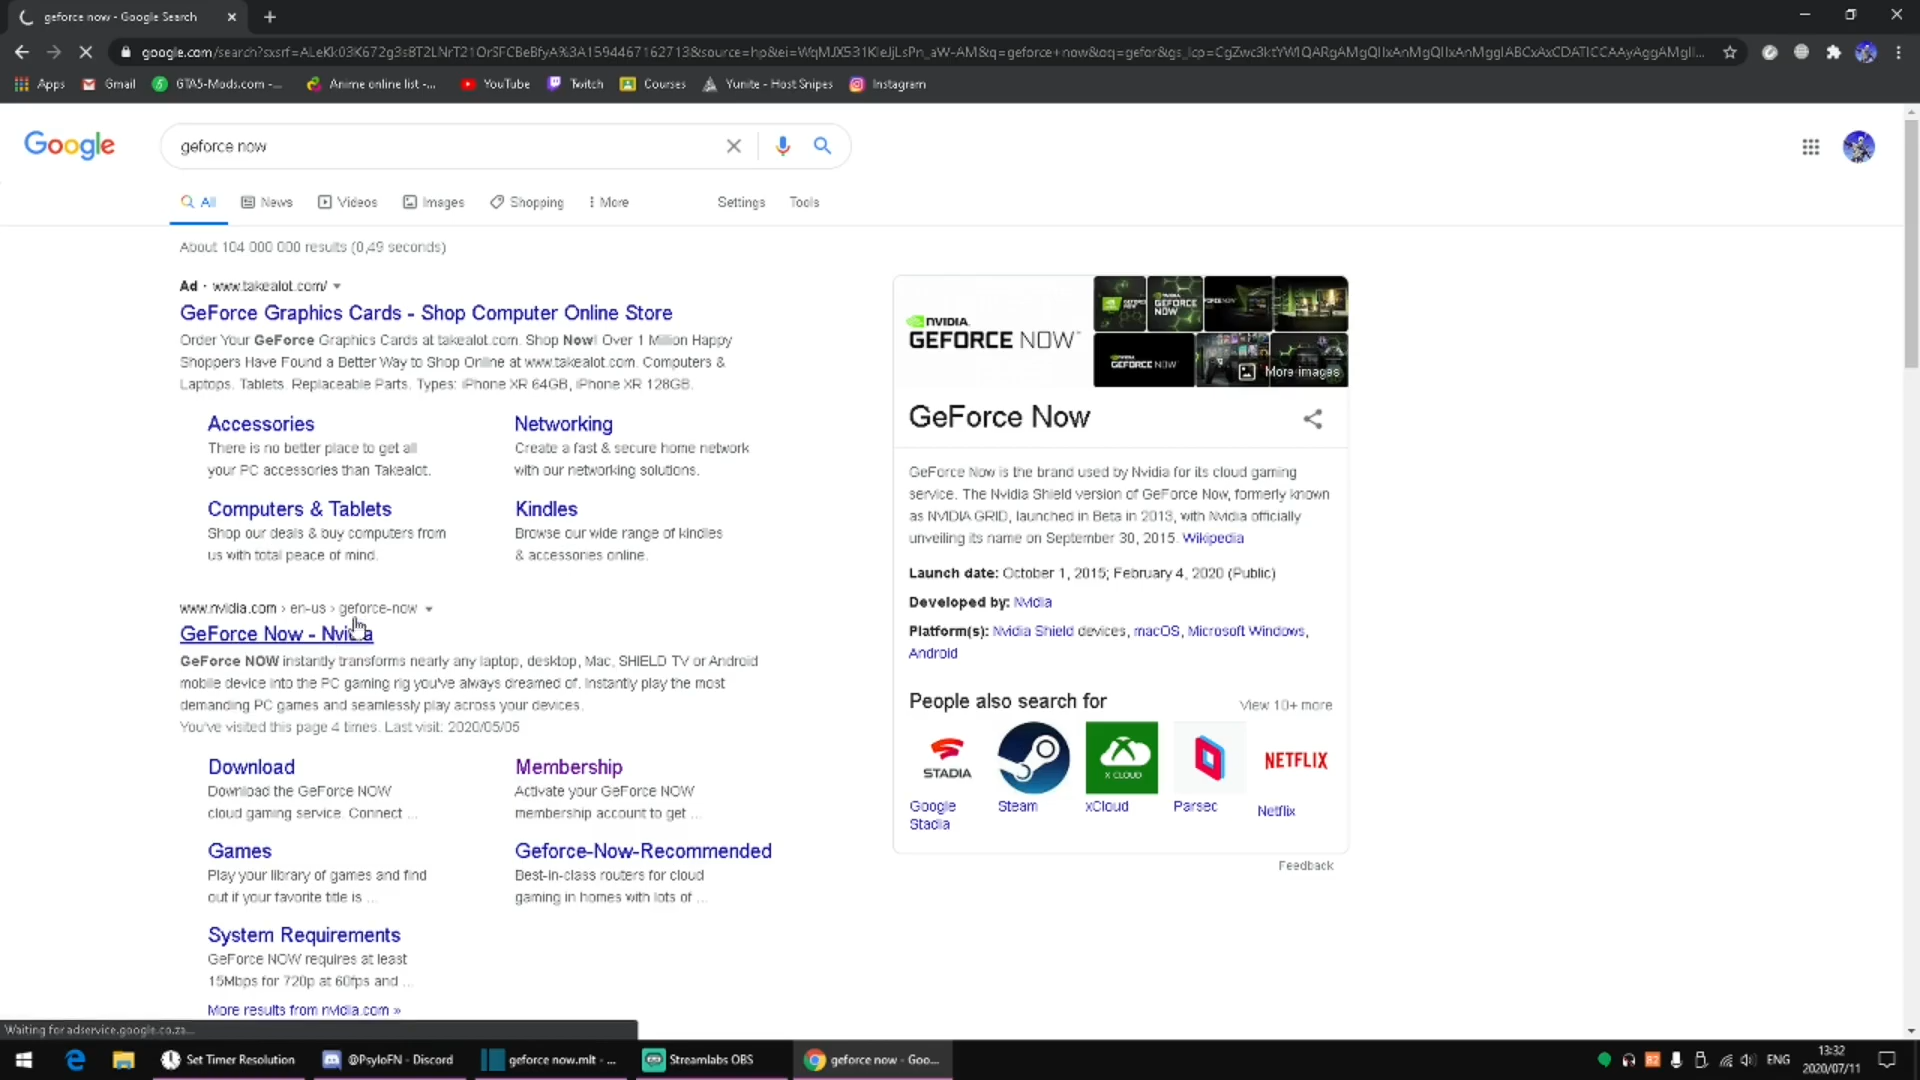 geforce now - Google Search
google.com/search?
Apps
Gmail
GTA5-Mods.com -...
Anime online list -...
YouTube
Twitch
Courses
Yunite - Host Snipes
Instagram
Google
geforce now
All
News
Videos
Images
Shopping
More
Settings
Tools
About 104 000 000 results (0,49 seconds)
Ad · www.takealot.com/
GeForce Graphics Cards - Shop Computer Online Store
Order Your GeForce Graphics Cards at takealot.com. Shop Now! Over 1 Million Happy
Shoppers Have Found a Better Way to Shop Online at www.takealot.com. Computers &
Laptops. Tablets. Replaceable Parts. Types: iPhone XR 64GB, iPhone XR 128GB.
Accessories
There is no better place to get all
your PC accessories than Takealot.
Networking
Create a fast & secure home network
with our networking solutions.
Computers & Tablets
Shop our deals & buy computers from
us with total peace of mind.
Kindles
Browse our wide range of kindles
& accessories online.
www.nvidia.com › en-us › geforce-now
GeForce Now - Nvidia
GeForce NOW instantly transforms nearly any laptop, desktop, Mac, SHIELD TV or Android
mobile device into the PC gaming rig you've always dreamed of. Instantly play the most
demanding PC games and seamlessly play across your devices.
You've visited this page 4 times. Last visit: 2020/05/05
Download
Download the GeForce NOW
cloud gaming service. Connect ...
Membership
Activate your GeForce NOW
membership account to get ...
Games
Play your library of games and find
out if your favorite title is ...
Geforce-Now-Recommended
Best-in-class routers for cloud
gaming in homes with lots of ...
System Requirements
GeForce NOW requires at least
15Mbps for 720p at 60fps and ...
More results from nvidia.com »
NVIDIA
GEFORCE NOW
More images
GeForce Now
GeForce Now is the brand used by Nvidia for its cloud gaming
service. The Nvidia Shield version of GeForce Now, formerly known
as NVIDIA GRID, launched in Beta in 2013, with Nvidia officially
unveiling its name on September 30, 2015. Wikipedia
Launch date: October 1, 2015; February 4, 2020 (Public)
Developed by: Nvidia
Platform(s): Nvidia Shield devices, macOS, Microsoft Windows,
Android
People also search for
View 10+ more
STADIA
X CLOUD
NETFLIX
Google
Stadia
Steam
xCloud
Parsec
Netflix
Feedback
Waiting for adservice.google.co.za...
Set Timer Resolution
@PsyloFN - Discord
geforce now.mlt - ...
Streamlabs OBS
geforce now - Goo...
ENG
13:32
2020/07/11